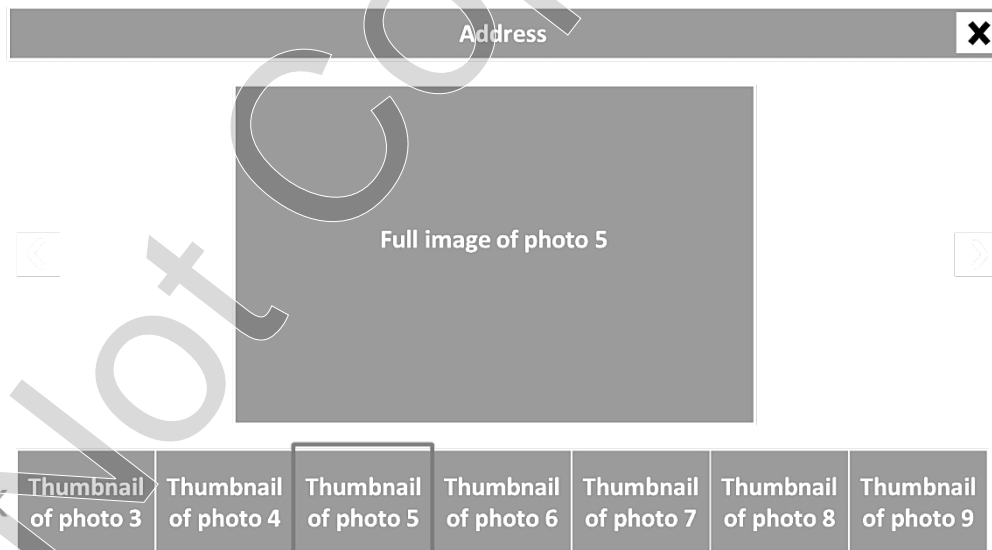 Address
Full image of photo 5
Thumbnail
of photo 3
Thumbnail
of photo 4
Thumbnail
of photo 5
Thumbnail
of photo 6
Thumbnail
of photo 7
Thumbnail
of photo 8
Thumbnail
of photo 9
Not